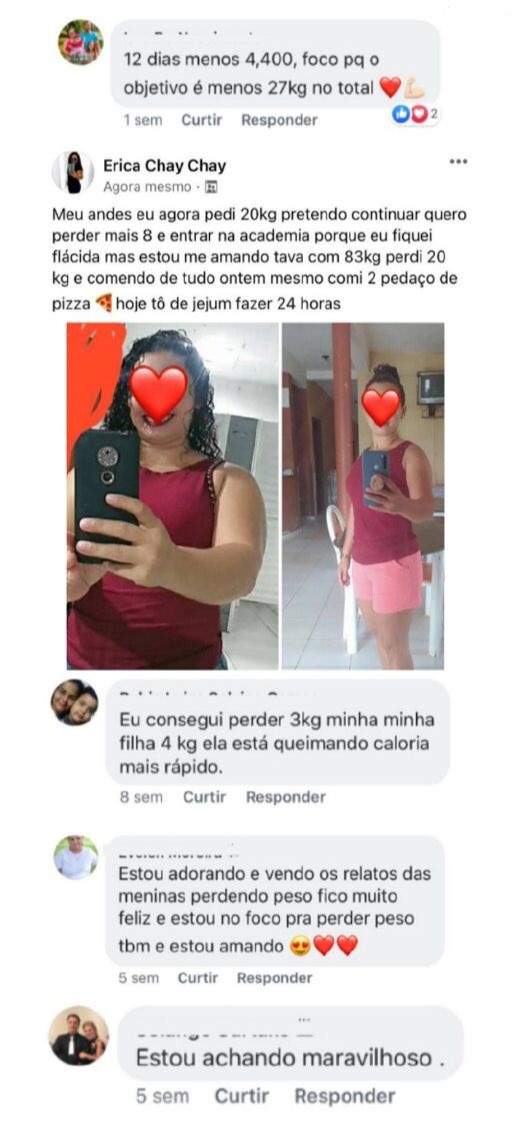 12 dias menos 4,400, foco pq o
objetivo é menos 27kg no total ❤️💪🏻
1 sem Curtir Responder 2
Erica Chay Chay
Agora mesmo ·
Meu andes eu agora pedi 20kg pretendo continuar quero
perder mais 8 e entrar na academia porque eu fiquei
flácida mas estou me amando tava com 83kg perdi 20
kg e comendo de tudo ontem mesmo comi 2 pedaço de
pizza 🍕hoje tô de jejum fazer 24 horas
Eu consegui perder 3kg minha minha
filha 4 kg ela está queimando caloria
mais rápido.
8 sem Curtir Responder
Estou adorando e vendo os relatos das
meninas perdendo peso fico muito
feliz e estou no foco pra perder peso
tbm e estou amando 😍❤️❤️
5 sem Curtir Responder
Estou achando maravilhoso .
5 sem Curtir Responder